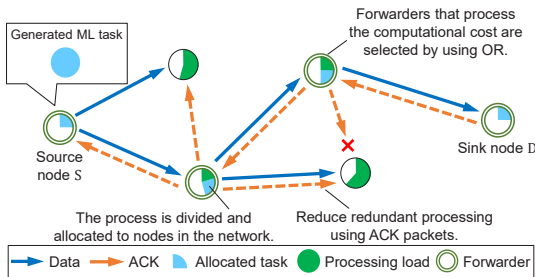 Generated ML task
Forwarders that process
the computational cost are
selected by using OR.
Source
node S
Sink node D
The process is divided and
allocated to nodes in the network.
Reduce redundant processing
using ACK packets.
Data
ACK
Allocated task
Processing load
Forwarder